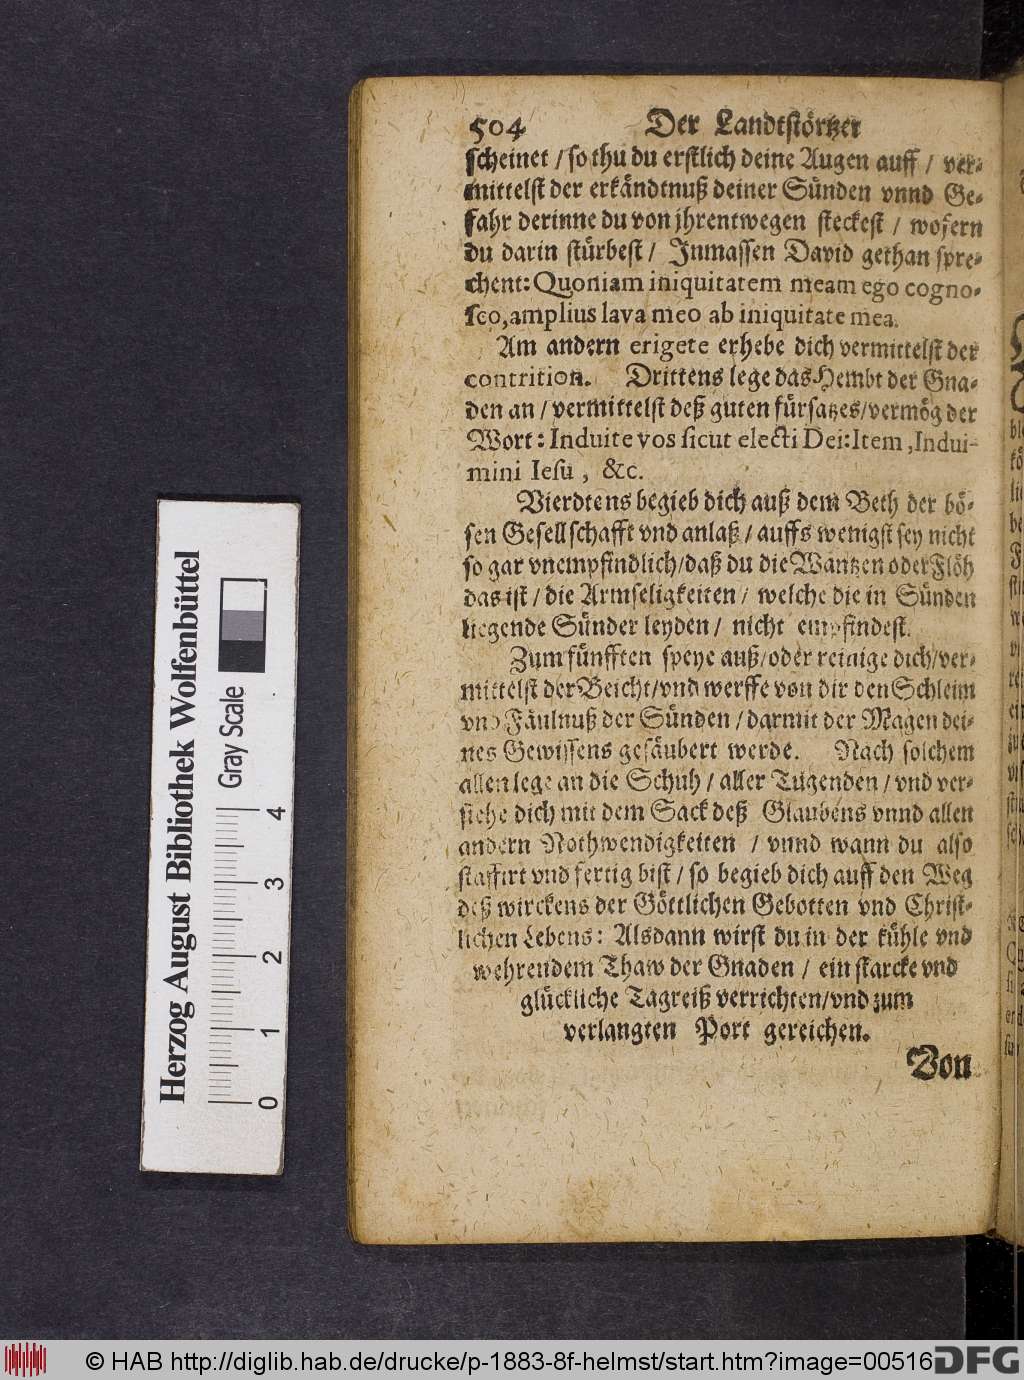 504 Der Landtstörtzer
scheinet / so thu du erstlich deine Augen auff / ver-
mittelst der erkändtnuß deiner Sünden vnnd Ge-
fahr derinne du von jhrentwegen steckest / wofern
du darin stürbest / Inmassen David gethan spre-
chent: Quoniam iniquitatem meam ego cogno-
sco, amplius lava meo ab iniquitate mea.
Am andern erigete erhebe dich vermittelst der
contrition. Drittens lege das Hembt der Gna-
den an / vermittelst deß guten fürsatzes / vermög der
Wort: Induite vos sicut electi Dei: Item, Indui-
mini Iesu, &c.
Vierdtens begieb dich auß dem Beth der bö-
sen Gesellschafft vnd anlaß / auffs wenigst sey nicht
so gar vnempfindlich / daß du die Wantzen oder Flöh
das ist / die Armseligkeiten / welche die in Sünden
liegende Sünder leyden / nicht empfindest.
Zum fünfften speye auß / oder reinige dich / ver-
mittelst der Beicht / vnd werffe von dir den Schleim
vnd Fäulnuß der Sünden / darmit der Magen dei-
nes Gewissens gesäubert werde. Nach solchem
allen lege an die Schuh / aller Tugenden / vnd ver-
siehe dich mit dem Sack deß Glaubens vnnd allen
andern Nothwendigkeiten / vnnd wann du also
staffirt vnd fertig bist / so begieb dich auff den Weg
deß wirckens der Göttlichen Gebotten vnd Christ-
lichen Lebens: Alsdann wirst du in der kühle vnd
wehrendem Thaw der Gnaden / ein starcke vnd
glückliche Tagreiß verrichten / vnd zum
verlangten Port gereichen.
Von
Herzog August Bibliothek Wolfenbüttel
Gray Scale
0 1 2 3 4
© HAB http://diglib.hab.de/drucke/p-1883-8f-helmst/start.htm?image=00516
DFG